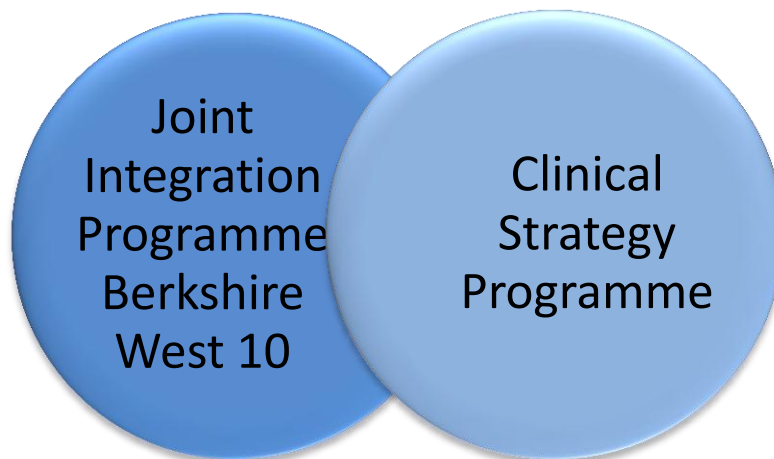 Joint
Integration
Programme
Berkshire
West 10
Clinical
Strategy
Programme